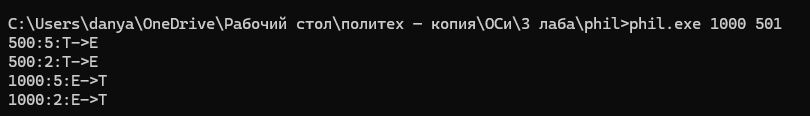 C:\Users\danya\OneDrive\Рабочий стол\политех — копия\ОСи\3 лаба\phil>phil.exe 1000 501
500:5:T->E
500:2:T->E
1000:5:E->T
1000:2:E->T